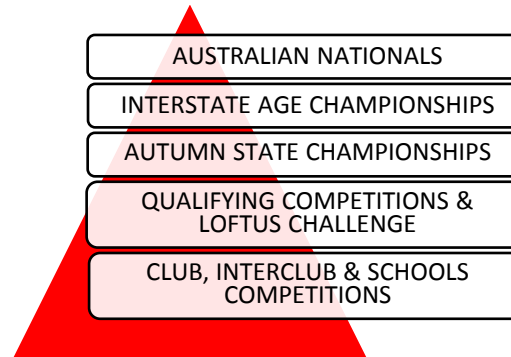 AUSTRALIAN NATIONALS
INTERSTATE AGE CHAMPIONSHIPS
AUTUMN STATE CHAMPIONSHIPS
QUALIFYING COMPETITIONS &
LOFTUS CHALLENGE
CLUB, INTERCLUB & SCHOOLS
COMPETITIONS